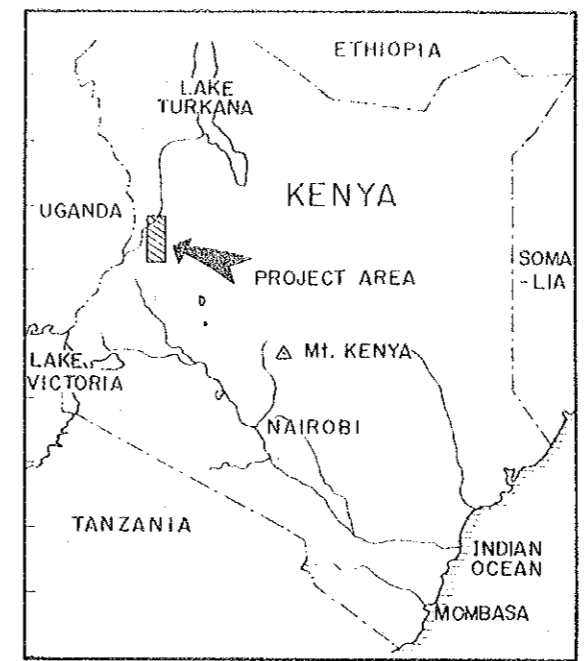 ETHIOPIA
LAKE
TURKANA
KENYA
UGANDA
SOMA
-LIA
PROJECT AREA
Mt. KENYA
LAKE
VICTORIA
NAIROBI
TANZANIA
INDIAN
OCEAN
MOMBASA